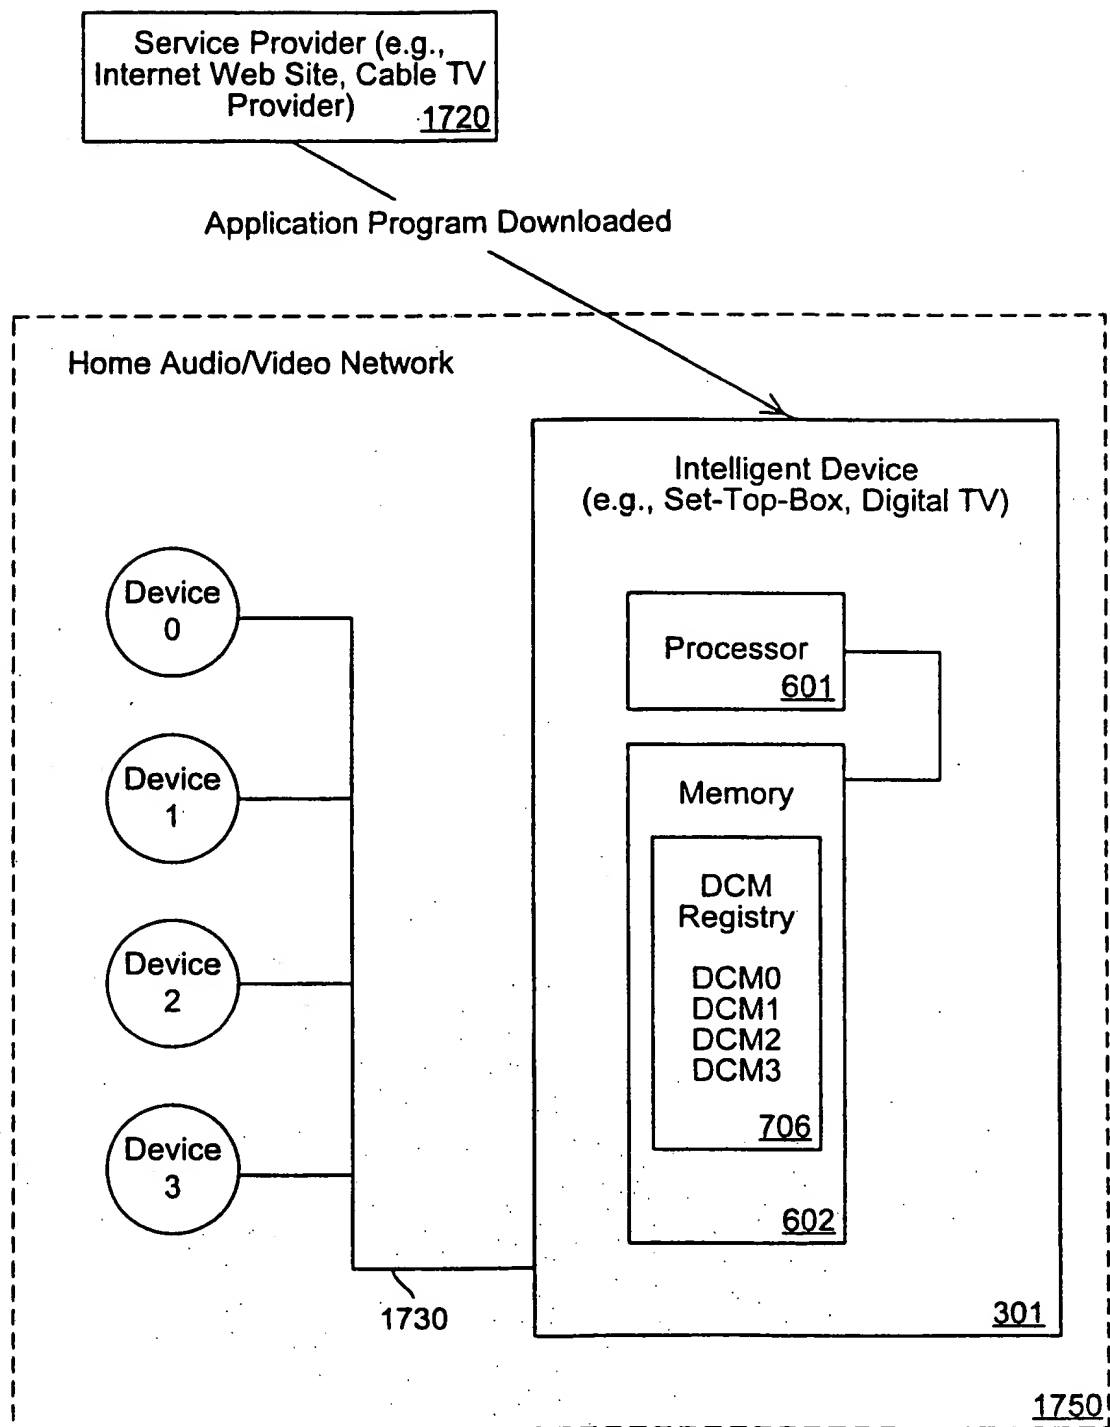 Service Provider (e.g.,
Internet Web Site, Cable TV
Provider)
1720
Application Program Downloaded
Home Audio/Video Network
Intelligent Device
(e.g., Set-Top-Box, Digital TV)
Device
0
Processor
601
Device
1
Memory
DCM
Registry
DCM0
DCM1
DCM2
DCM3
706
Device
2
Device
3
602
1730
301
1750